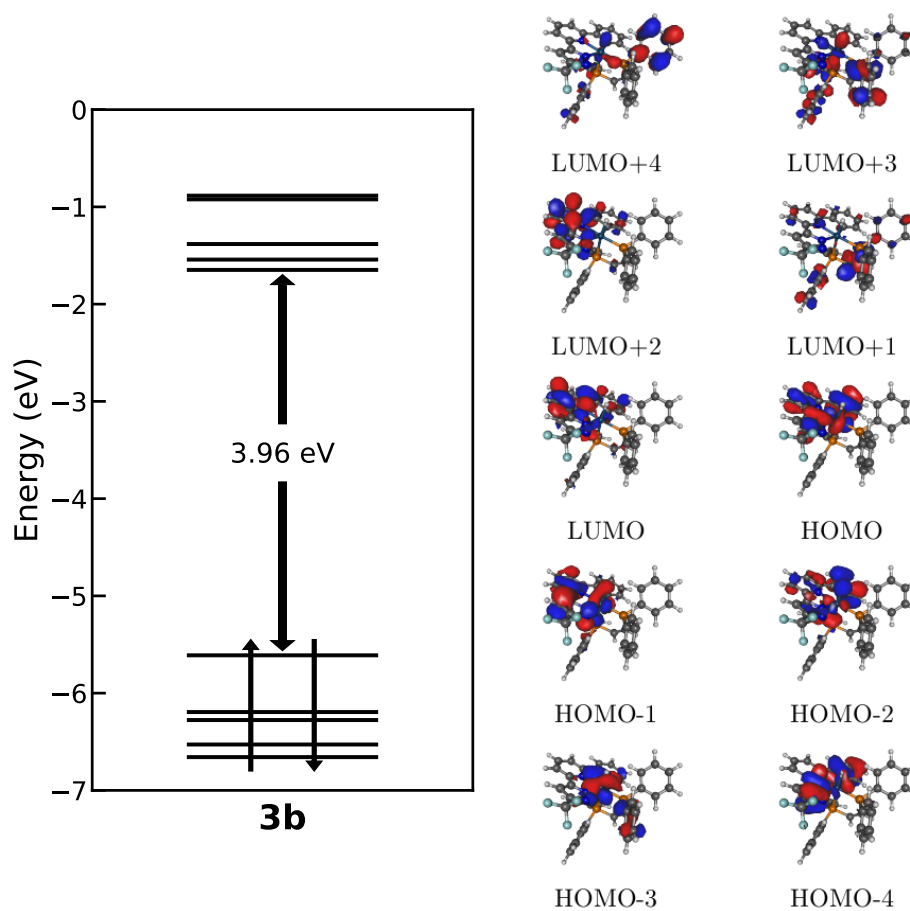 0
−1
−2
−3
−4
−5
−6
−7
Energy (eV)
3.96 eV
3b
LUMO+4
LUMO+3
LUMO+2
LUMO+1
LUMO
HOMO
HOMO-1
HOMO-2
HOMO-3
HOMO-4